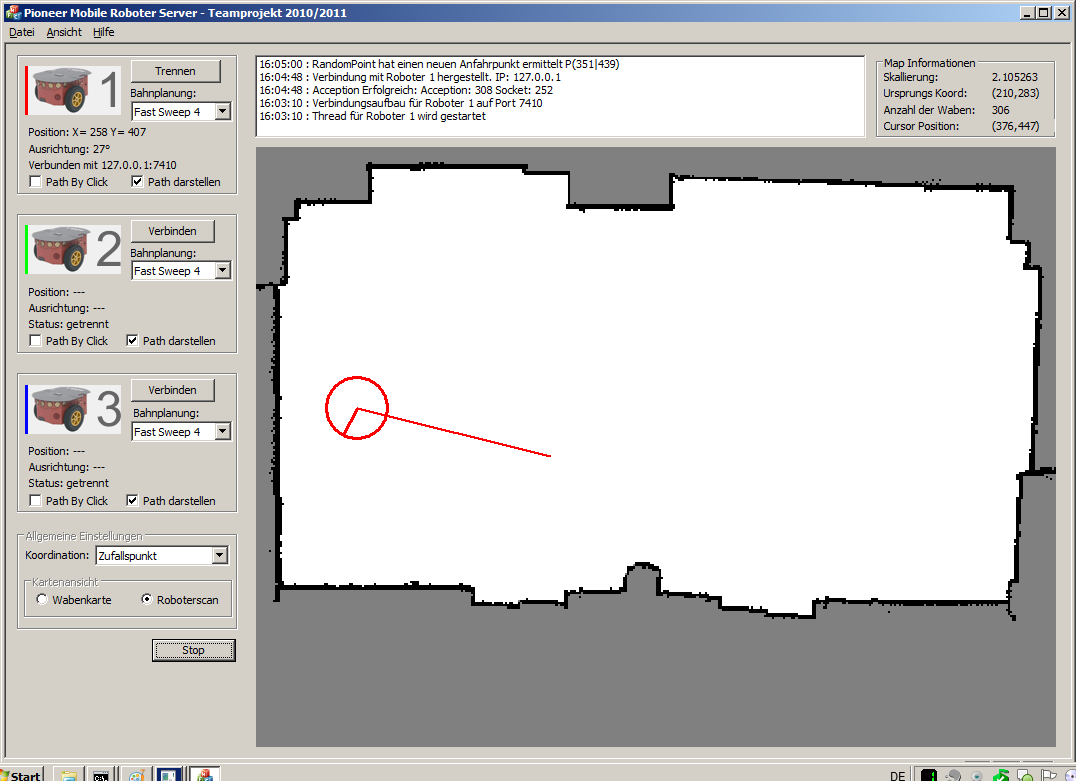 Pioneer Mobile Roboter Server - Teamprojekt 2010/2011
Datei Ansicht Hilfe
1
Trennen
Bahnplanung:
Fast Sweep 4
Position: X= 258 Y= 407
Ausrichtung: 27°
Verbunden mit 127.0.0.1:7410
Path By Click Path darstellen
2
Verbinden
Bahnplanung:
Fast Sweep 4
Position: ---
Ausrichtung: ---
Status: getrennt
Path By Click Path darstellen
3
Verbinden
Bahnplanung:
Fast Sweep 4
Position: ---
Ausrichtung: ---
Status: getrennt
Path By Click Path darstellen
Allgemeine Einstellungen
Koordination: Zufallspunkt
Kartenansicht
Wabenkarte Roboterscan
Stop
16:05:00 : RandomPoint hat einen neuen Anfahrpunkt ermittelt P(351|439)
16:04:48 : Verbindung mit Roboter 1 hergestellt. IP: 127.0.0.1
16:04:48 : Acception Erfolgreich: Acception: 308 Socket: 252
16:03:10 : Verbindungsaufbau für Roboter 1 auf Port 7410
16:03:10 : Thread für Roboter 1 wird gestartet
Map Informationen
Skallierung: 2.105263
Ursprungs Koord: (210,283)
Anzahl der Waben: 306
Cursor Position: (376,447)
Start
DE